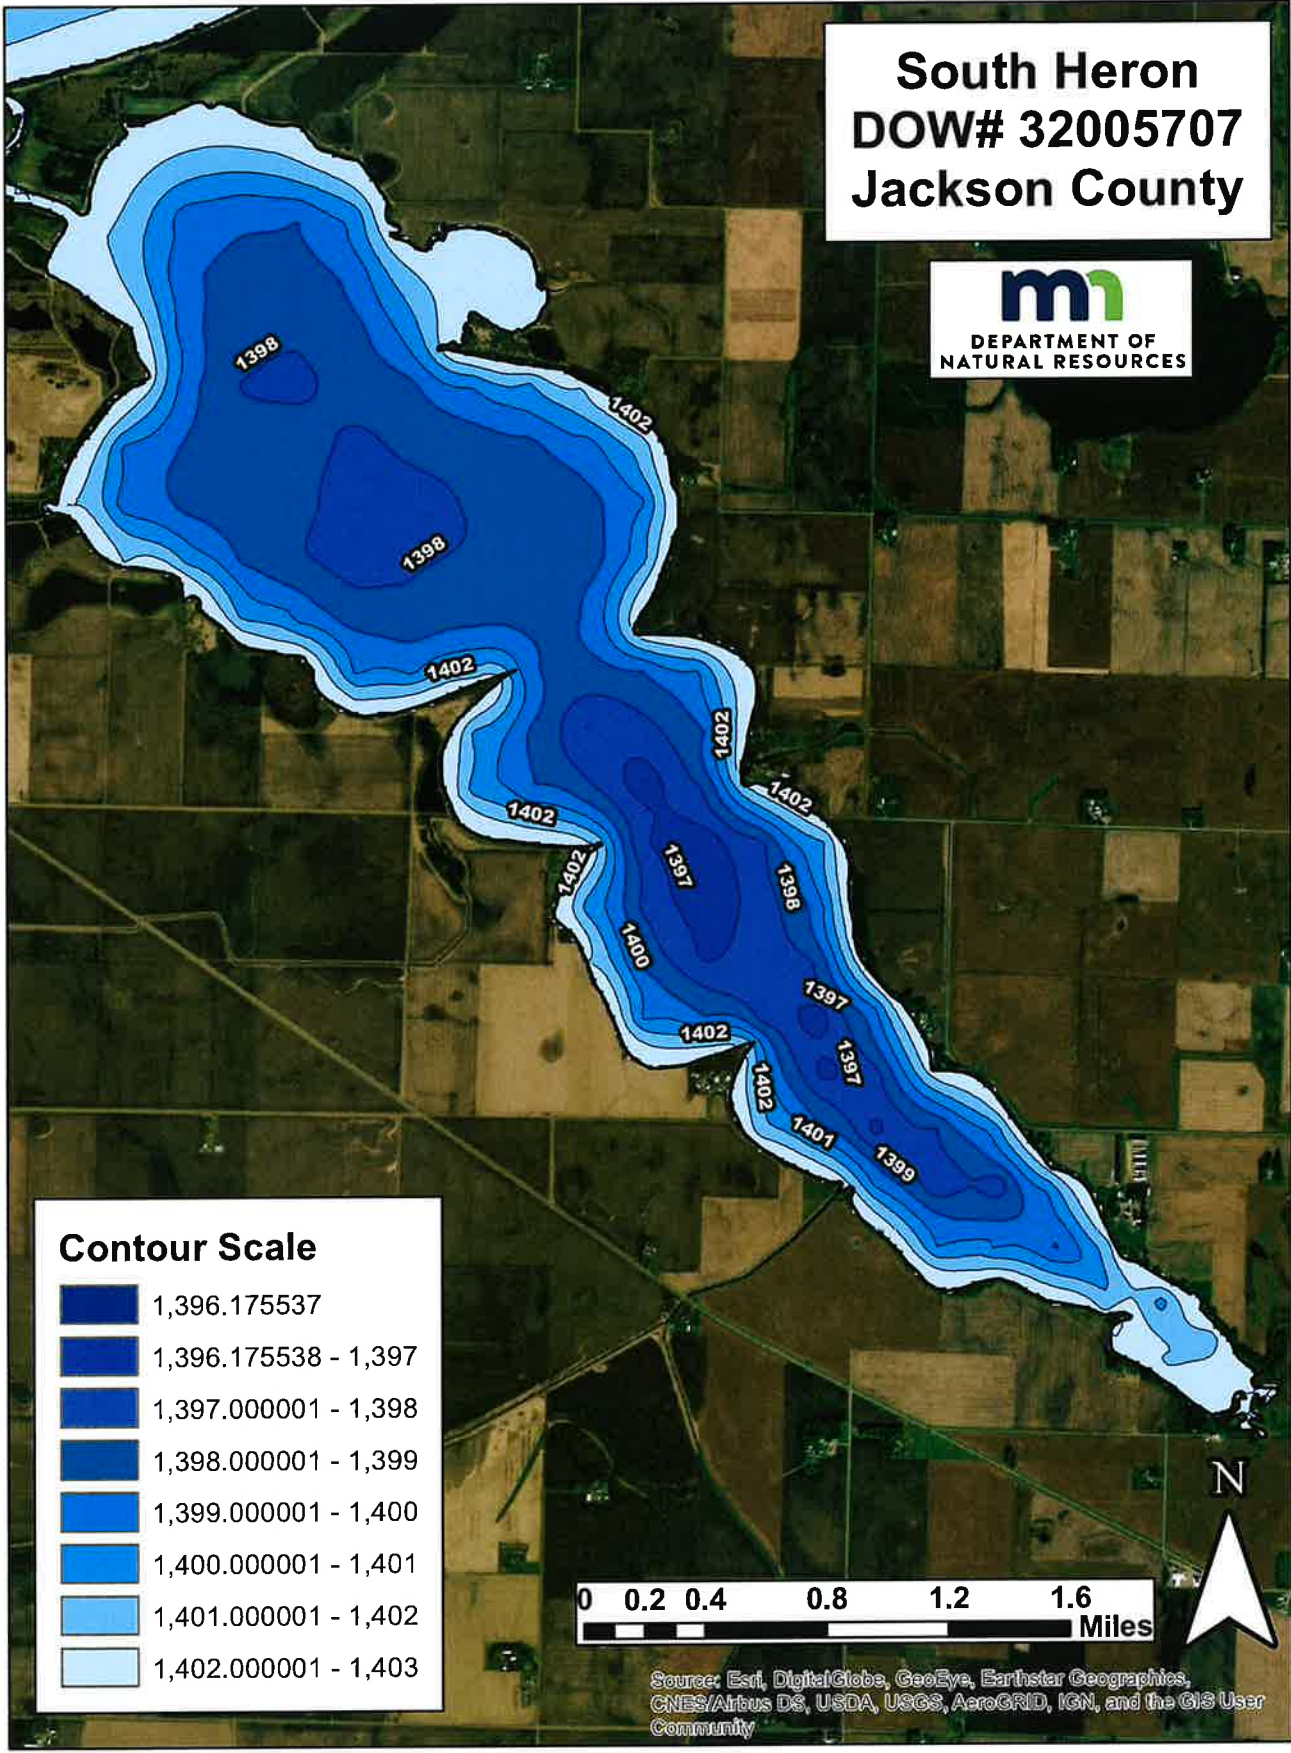 South Heron
DOW# 32005707
Jackson County
mn
DEPARTMENT OF
NATURAL RESOURCES
1398
1402
1398
1402
1402
1402
1402
1397
1402
1398
1400
1397
1402
1397
1402
1401
1399
Contour Scale
1,396.175537
1,396.175538 - 1,397
1,397.000001 - 1,398
1,398.000001 - 1,399
1,399.000001 - 1,400
1,400.000001 - 1,401
1,401.000001 - 1,402
1,402.000001 - 1,403
N
0 0.2 0.4 0.8 1.2 1.6
Miles
Source: Esri, DigitalGlobe, GeoEye, Earthstar Geographics,
CNES/Airbus DS, USDA, USGS, AeroGRID, IGN, and the GIS User
Community